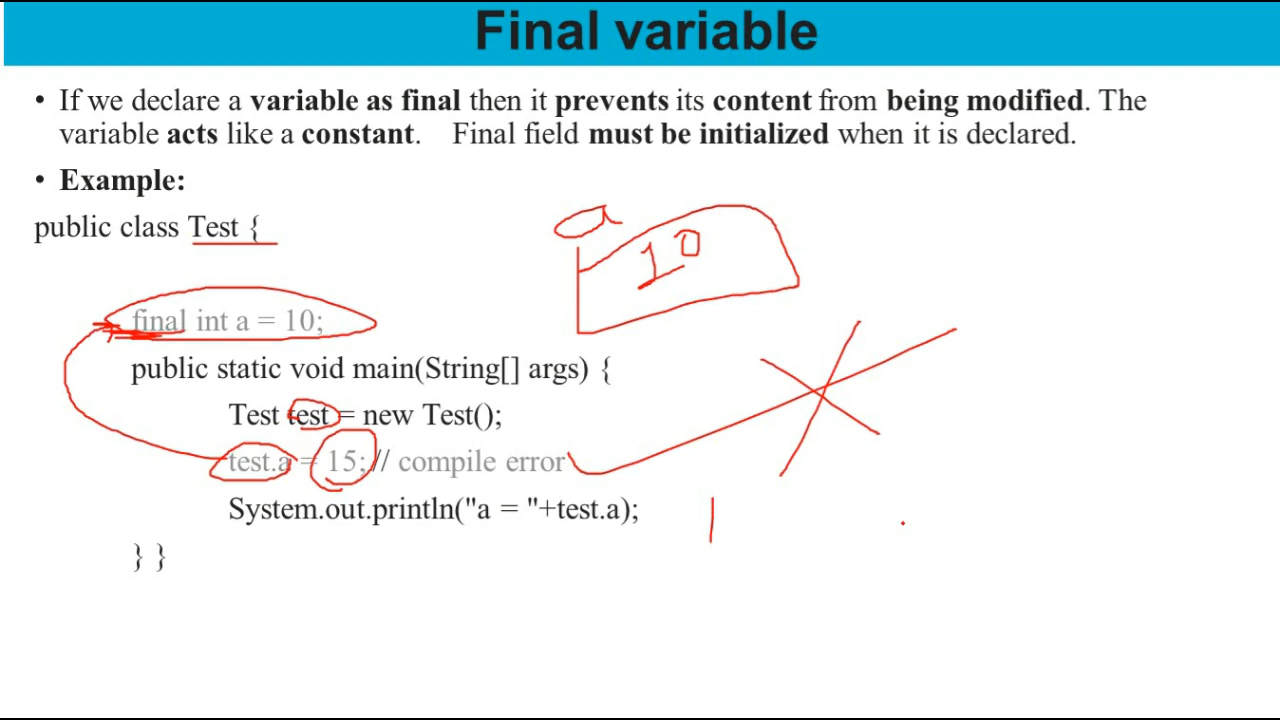 Final variable
• If we declare a variable as final then it prevents its content from being modified. The
variable acts like a constant. Final field must be initialized when it is declared.
• Example:
public class Test {
a
10
final int a = 10;
public static void main(String[] args) {
Test test = new Test();
test.a = 15; // compile error
System.out.println("a = "+test.a);
} }